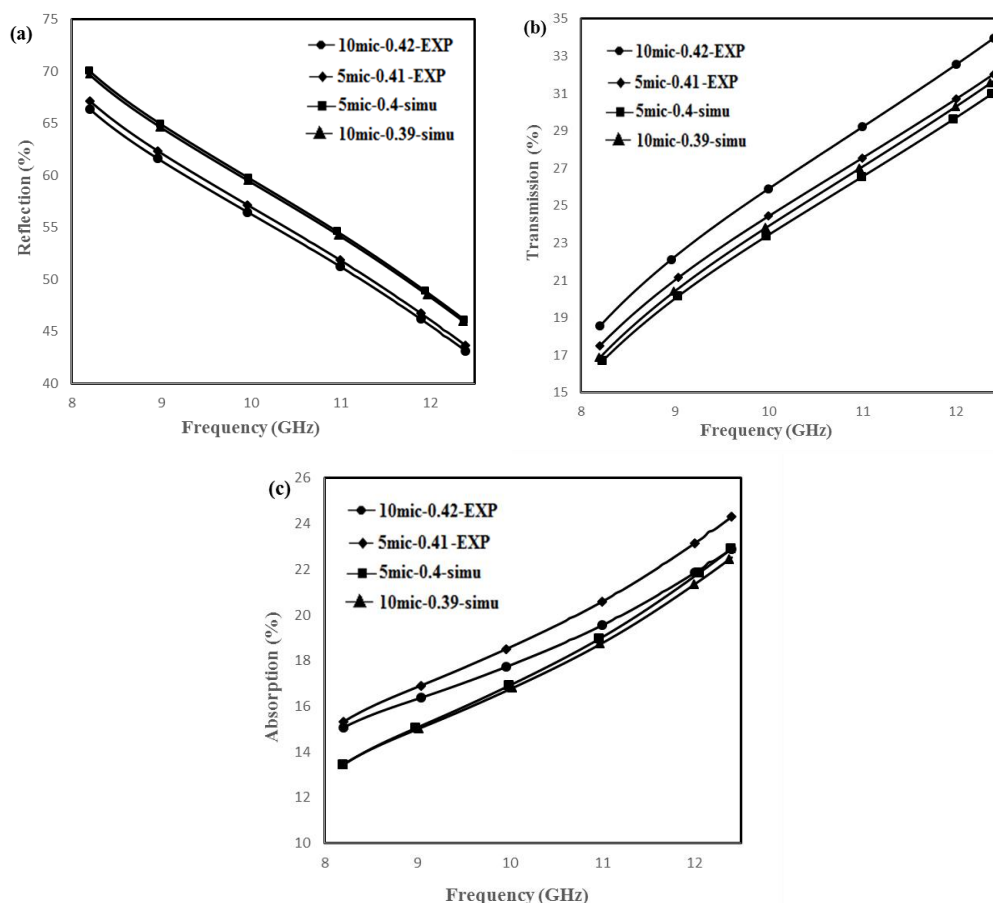 (a)
75
70
65
60
55
50
45
40
Reflection (%)
10mic-0.42-EXP
5mic-0.41-EXP
5mic-0.4-simu
10mic-0.39-simu
8
9
10
11
12
Frequency (GHz)
(b)
35
33
31
29
27
25
23
21
19
17
15
Transmission (%)
10mic-0.42-EXP
5mic-0.41-EXP
5mic-0.4-simu
10mic-0.39-simu
8
9
10
11
12
Frequency (GHz)
(c)
26
24
22
20
18
16
14
12
10
Absorption (%)
10mic-0.42-EXP
5mic-0.41-EXP
5mic-0.4-simu
10mic-0.39-simu
8
9
10
11
12
Frequency (GHz)